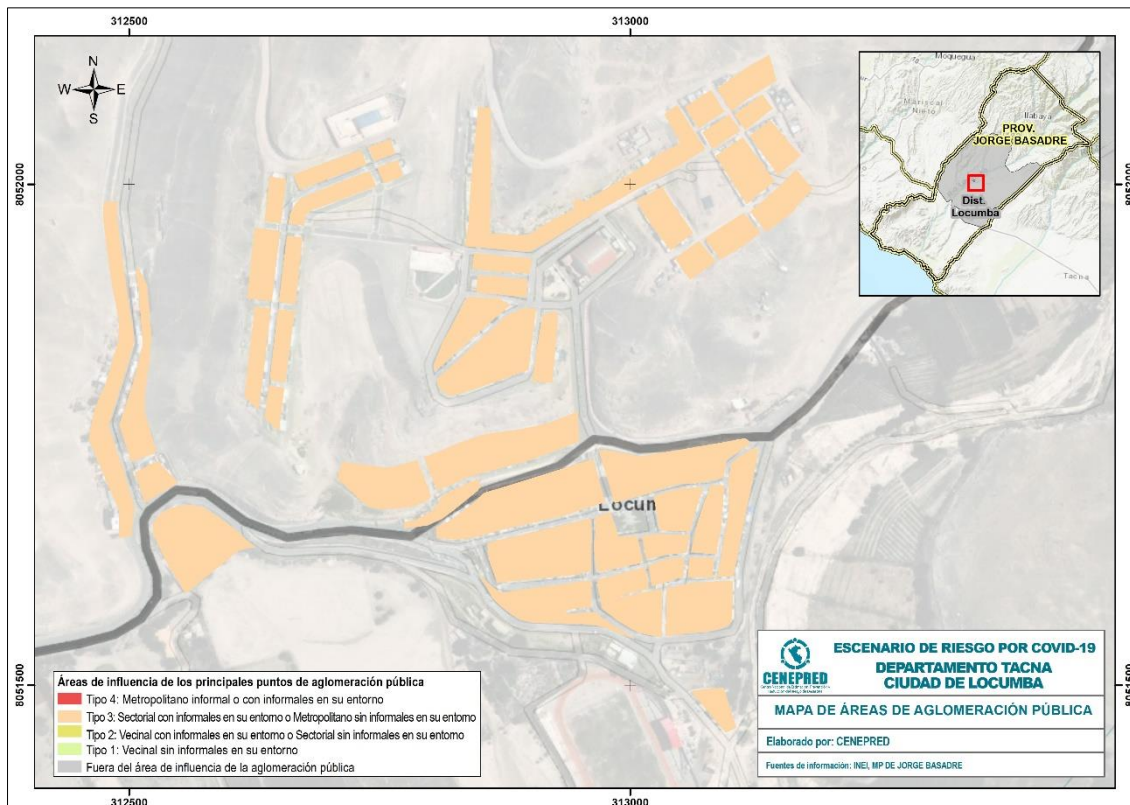 312500
313000
N
W E
S
8052000
8052000
8051500
8051500
Moquegua
Mariscal
Nieto
Ilabaya
PROV.
JORGE BASADRE
Dist.
Locumba
Tacna
Locun
Áreas de influencia de los principales puntos de aglomeración pública
Tipo 4: Metropolitano informal o con informales en su entorno
Tipo 3: Sectorial con informales en su entorno o Metropolitano sin informales en su entorno
Tipo 2: Vecinal con informales en su entorno o Sectorial sin informales en su entorno
Tipo 1: Vecinal sin informales en su entorno
Fuera del área de influencia de la aglomeración pública
CENEPRED
ESCENARIO DE RIESGO POR COVID-19
DEPARTAMENTO TACNA
CIUDAD DE LOCUMBA
MAPA DE ÁREAS DE AGLOMERACIÓN PÚBLICA
Elaborado por: CENEPRED
Fuentes de información: INEI, MP DE JORGE BASADRE
312500
313000